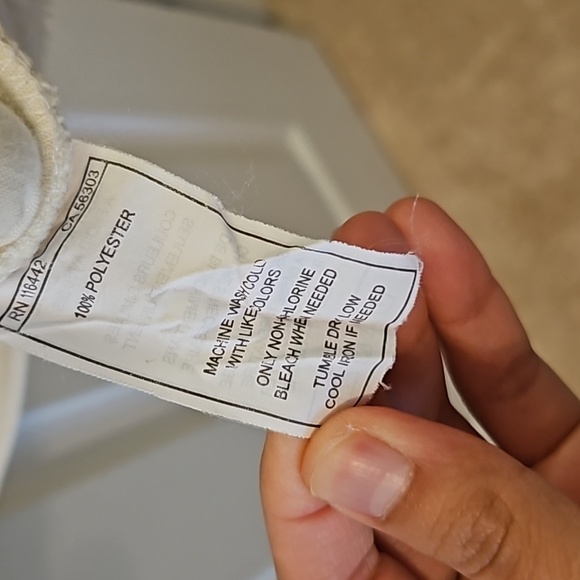 RN 116442 CA 56303
100% POLYESTER
MACHINE WASH COLD
WITH LIKE COLORS
ONLY NON-CHLORINE
BLEACH WHEN NEEDED
TUMBLE DRY LOW
COOL IRON IF NEEDED